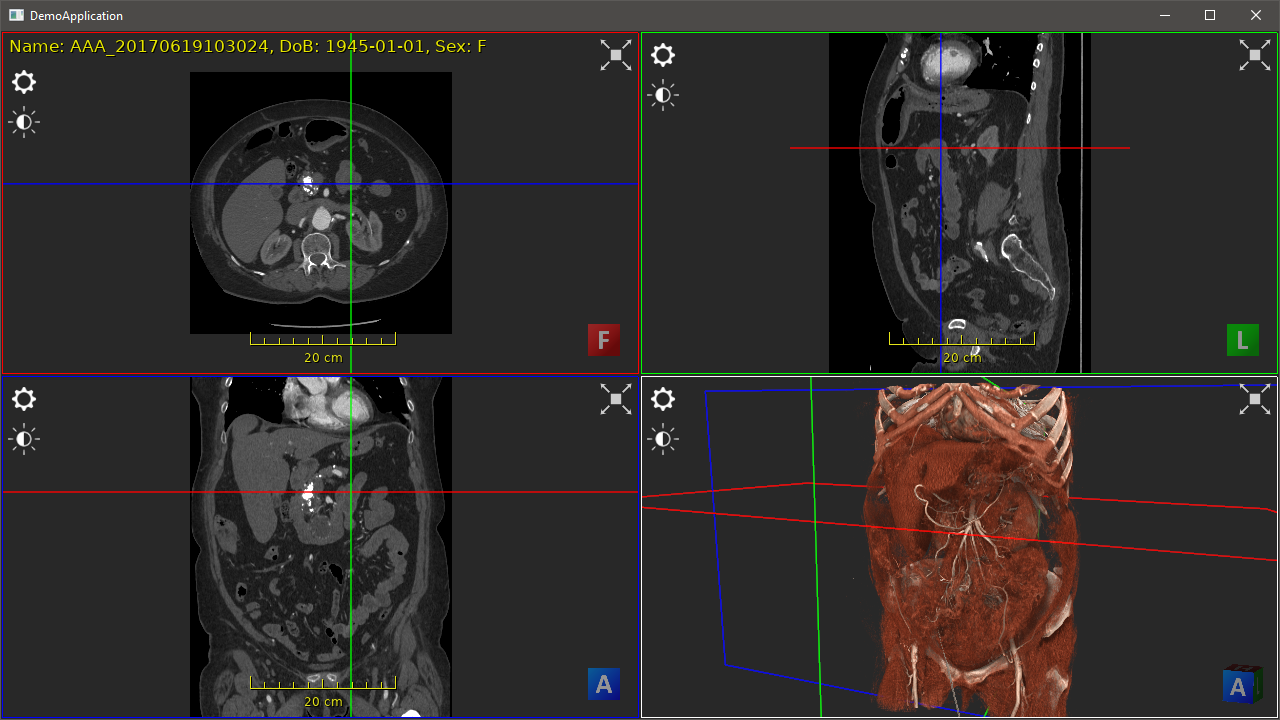 DemoApplication
Name: AAA_20170619103024, DoB: 1945-01-01, Sex: F
F
20 cm
L
20 cm
A
20 cm
A